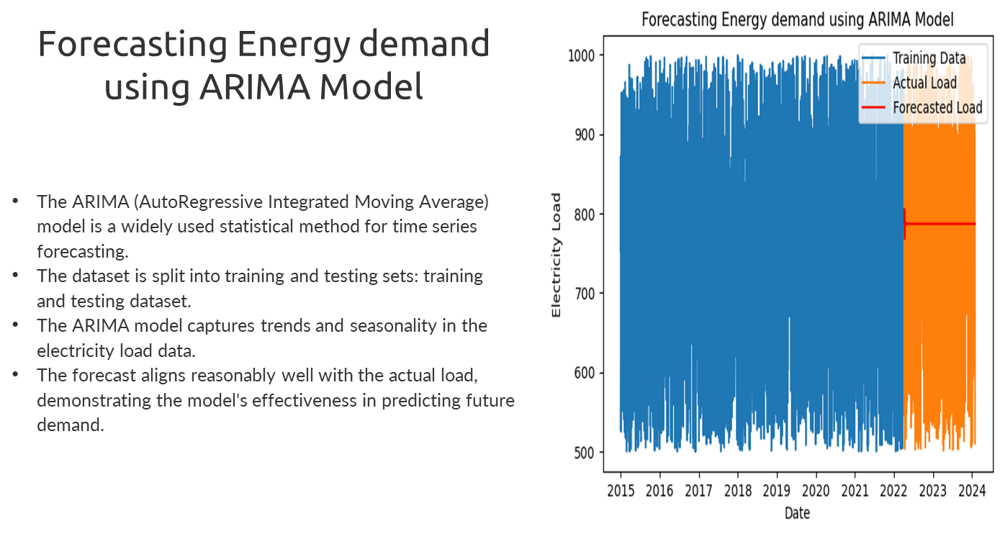 Forecasting Energy demand
using ARIMA Model
• The ARIMA (AutoRegressive Integrated Moving Average)
model is a widely used statistical method for time series
forecasting.
• The dataset is split into training and testing sets: training
and testing dataset.
• The ARIMA model captures trends and seasonality in the
electricity load data.
• The forecast aligns reasonably well with the actual load,
demonstrating the model's effectiveness in predicting future
demand.
Forecasting Energy demand using ARIMA Model
Training Data
Actual Load
Forecasted Load
Electricity Load
1000
900
800
700
600
500
2015 2016 2017 2018 2019 2020 2021 2022 2023 2024
Date